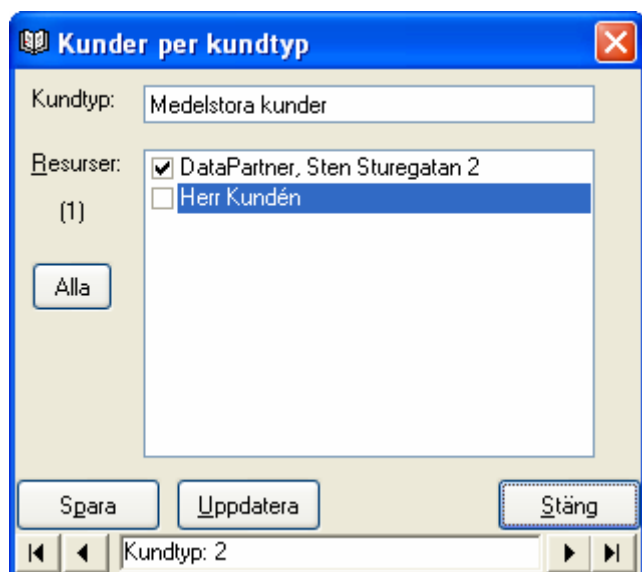 Kunder per kundtyp
Kundtyp: Medelstora kunder
Resurser: DataPartner, Sten Sturegatan 2
Herr Kundén
(1)
Alla
Spara Uppdatera Stäng
Kundtyp: 2